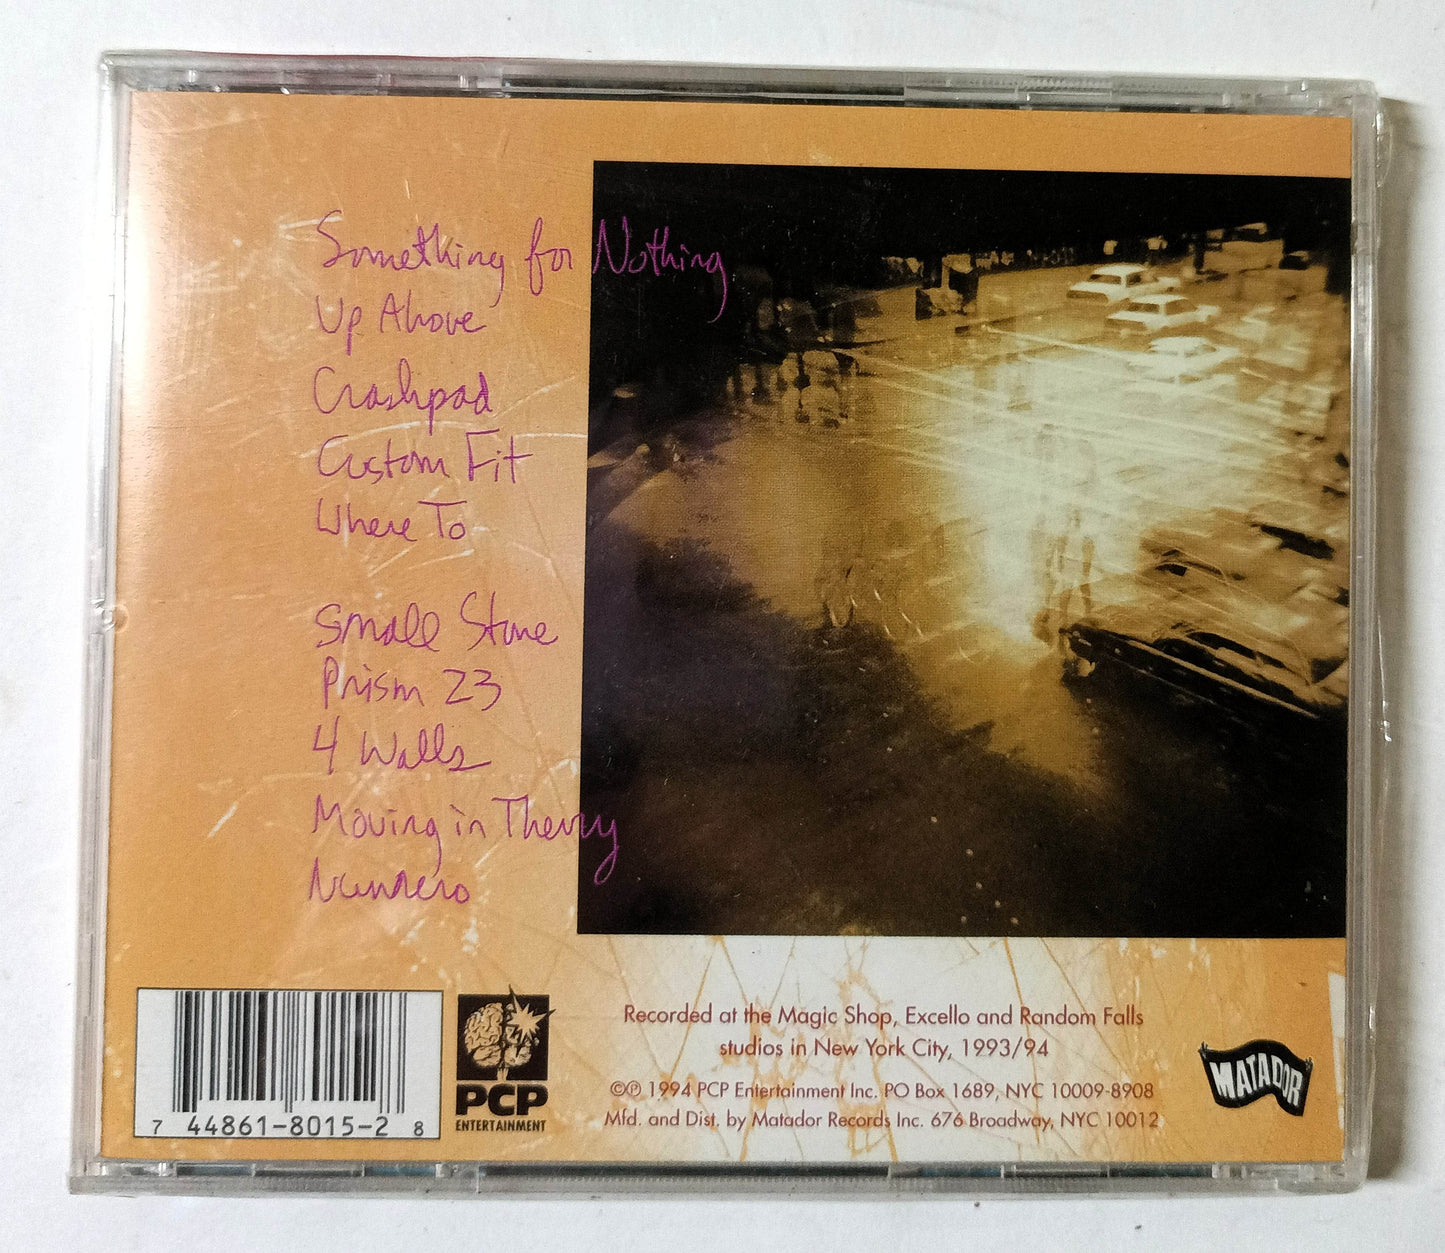 Something for Nothing
Up Above
Crashpad
Custom Fit
Where To
Small Stone
Prism 23
4 Walls
Moving in Theory
7 44861-8015-2 8
PCP
ENTERTAINMENT
Recorded at the Magic Shop, Excello and Random Falls
studios in New York City, 1993/94
©℗ 1994 PCP Entertainment Inc. PO Box 1689, NYC 10009-8908
Mfd. and Dist. by Matador Records Inc. 676 Broadway, NYC 10012
MATADOR